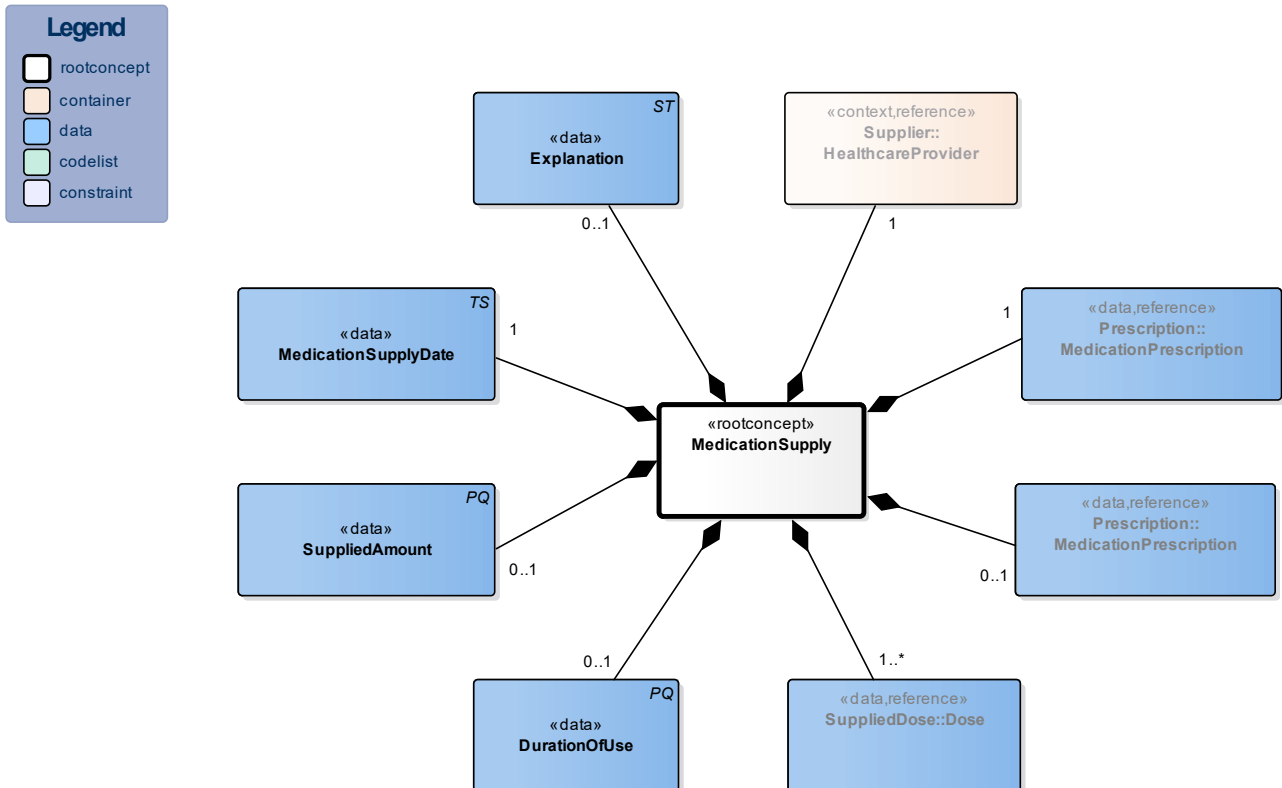 Legend
rootconcept
container
data
codelist
constraint
ST
«data»
Explanation
0..1
«context,reference»
Supplier::
HealthcareProvider
1
TS
«data»
MedicationSupplyDate
1
«data,reference»
Prescription::
MedicationPrescription
1
«rootconcept»
MedicationSupply
PQ
«data»
SuppliedAmount
0..1
«data,reference»
Prescription::
MedicationPrescription
0..1
PQ
«data»
DurationOfUse
0..1
«data,reference»
SuppliedDose::Dose
1..*